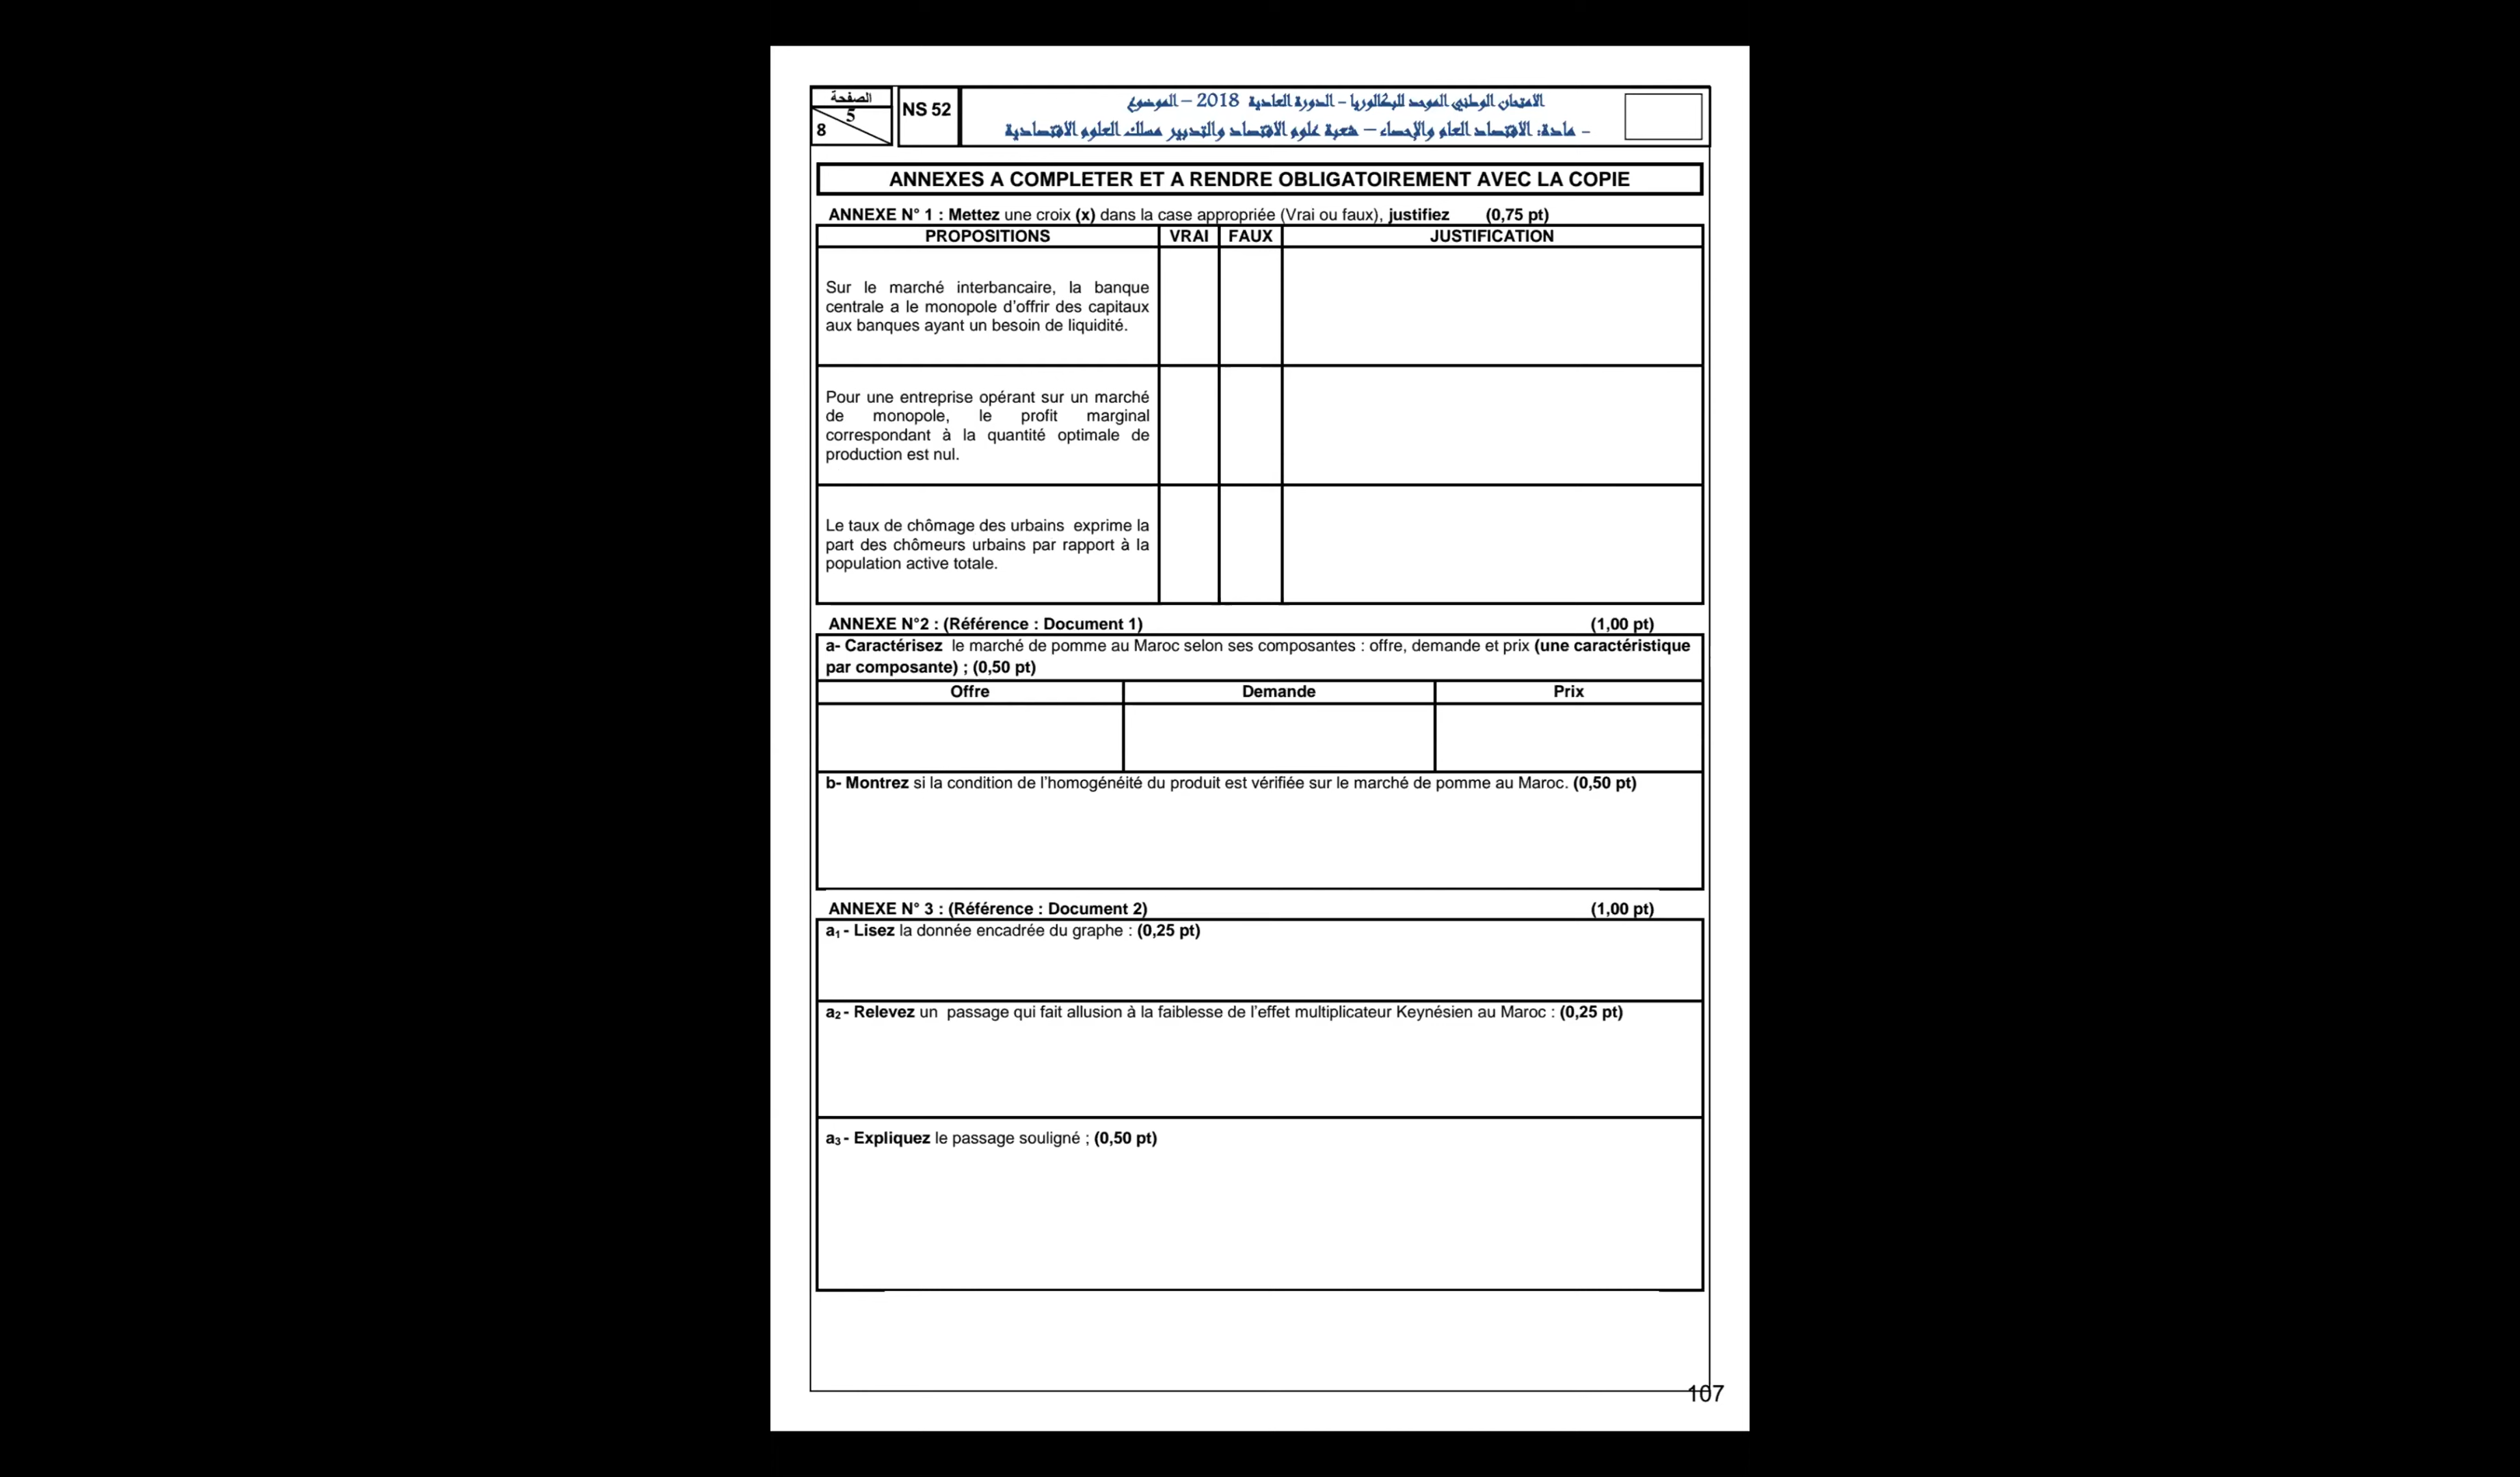 الصفحة
5
8
NS 52
الامتحان الوطني الموحد للبكالوريا - الدورة العادية 2018 – الموضوع
- مادة: الاقتصاد العام والإحصاء – شعبة علوم الاقتصاد والتدبير مسلك العلوم الاقتصادية
ANNEXES A COMPLETER ET A RENDRE OBLIGATOIREMENT AVEC LA COPIE
ANNEXE N° 1 : Mettez une croix (x) dans la case appropriée (Vrai ou faux), justifiez (0,75 pt)
PROPOSITIONS VRAI FAUX JUSTIFICATION
Sur le marché interbancaire, la banque
centrale a le monopole d'offrir des capitaux
aux banques ayant un besoin de liquidité.
Pour une entreprise opérant sur un marché
de monopole, le profit marginal
correspondant à la quantité optimale de
production est nul.
Le taux de chômage des urbains exprime la
part des chômeurs urbains par rapport à la
population active totale.
ANNEXE N°2 : (Référence : Document 1) (1,00 pt)
a- Caractérisez le marché de pomme au Maroc selon ses composantes : offre, demande et prix (une caractéristique
par composante) ; (0,50 pt)
Offre Demande Prix
b- Montrez si la condition de l'homogénéité du produit est vérifiée sur le marché de pomme au Maroc. (0,50 pt)
ANNEXE N° 3 : (Référence : Document 2) (1,00 pt)
a₁ - Lisez la donnée encadrée du graphe : (0,25 pt)
a₂ - Relevez un passage qui fait allusion à la faiblesse de l'effet multiplicateur Keynésien au Maroc : (0,25 pt)
a₃ - Expliquez le passage souligné ; (0,50 pt)
107